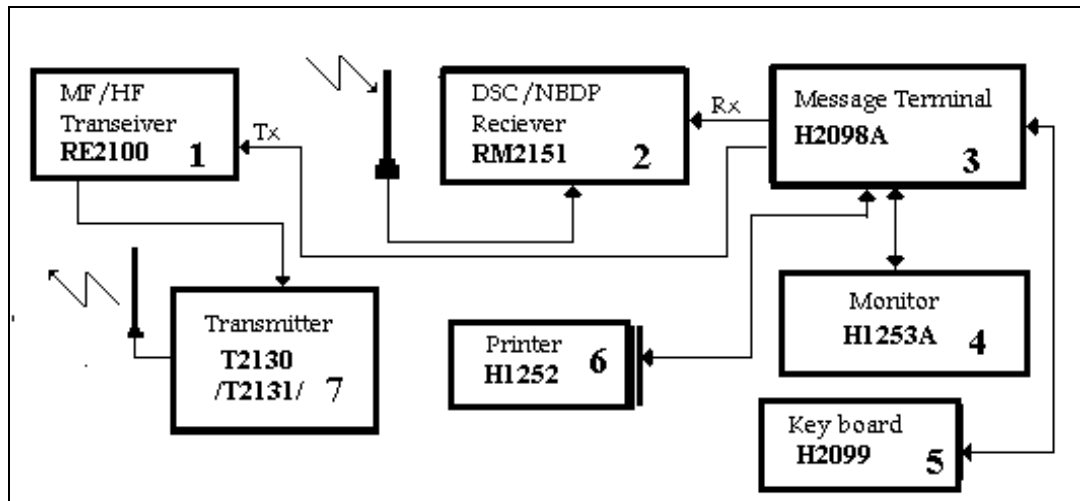 MF/HF
Transeiver
RE2100
1
Tx
DSC/NBDP
Reciever
RM2151
2
Rx
Message Terminal
H2098A
3
Monitor
H1253A
4
Key board
H2099
5
Printer
H1252
6
Transmitter
T2130
/T2131/
7